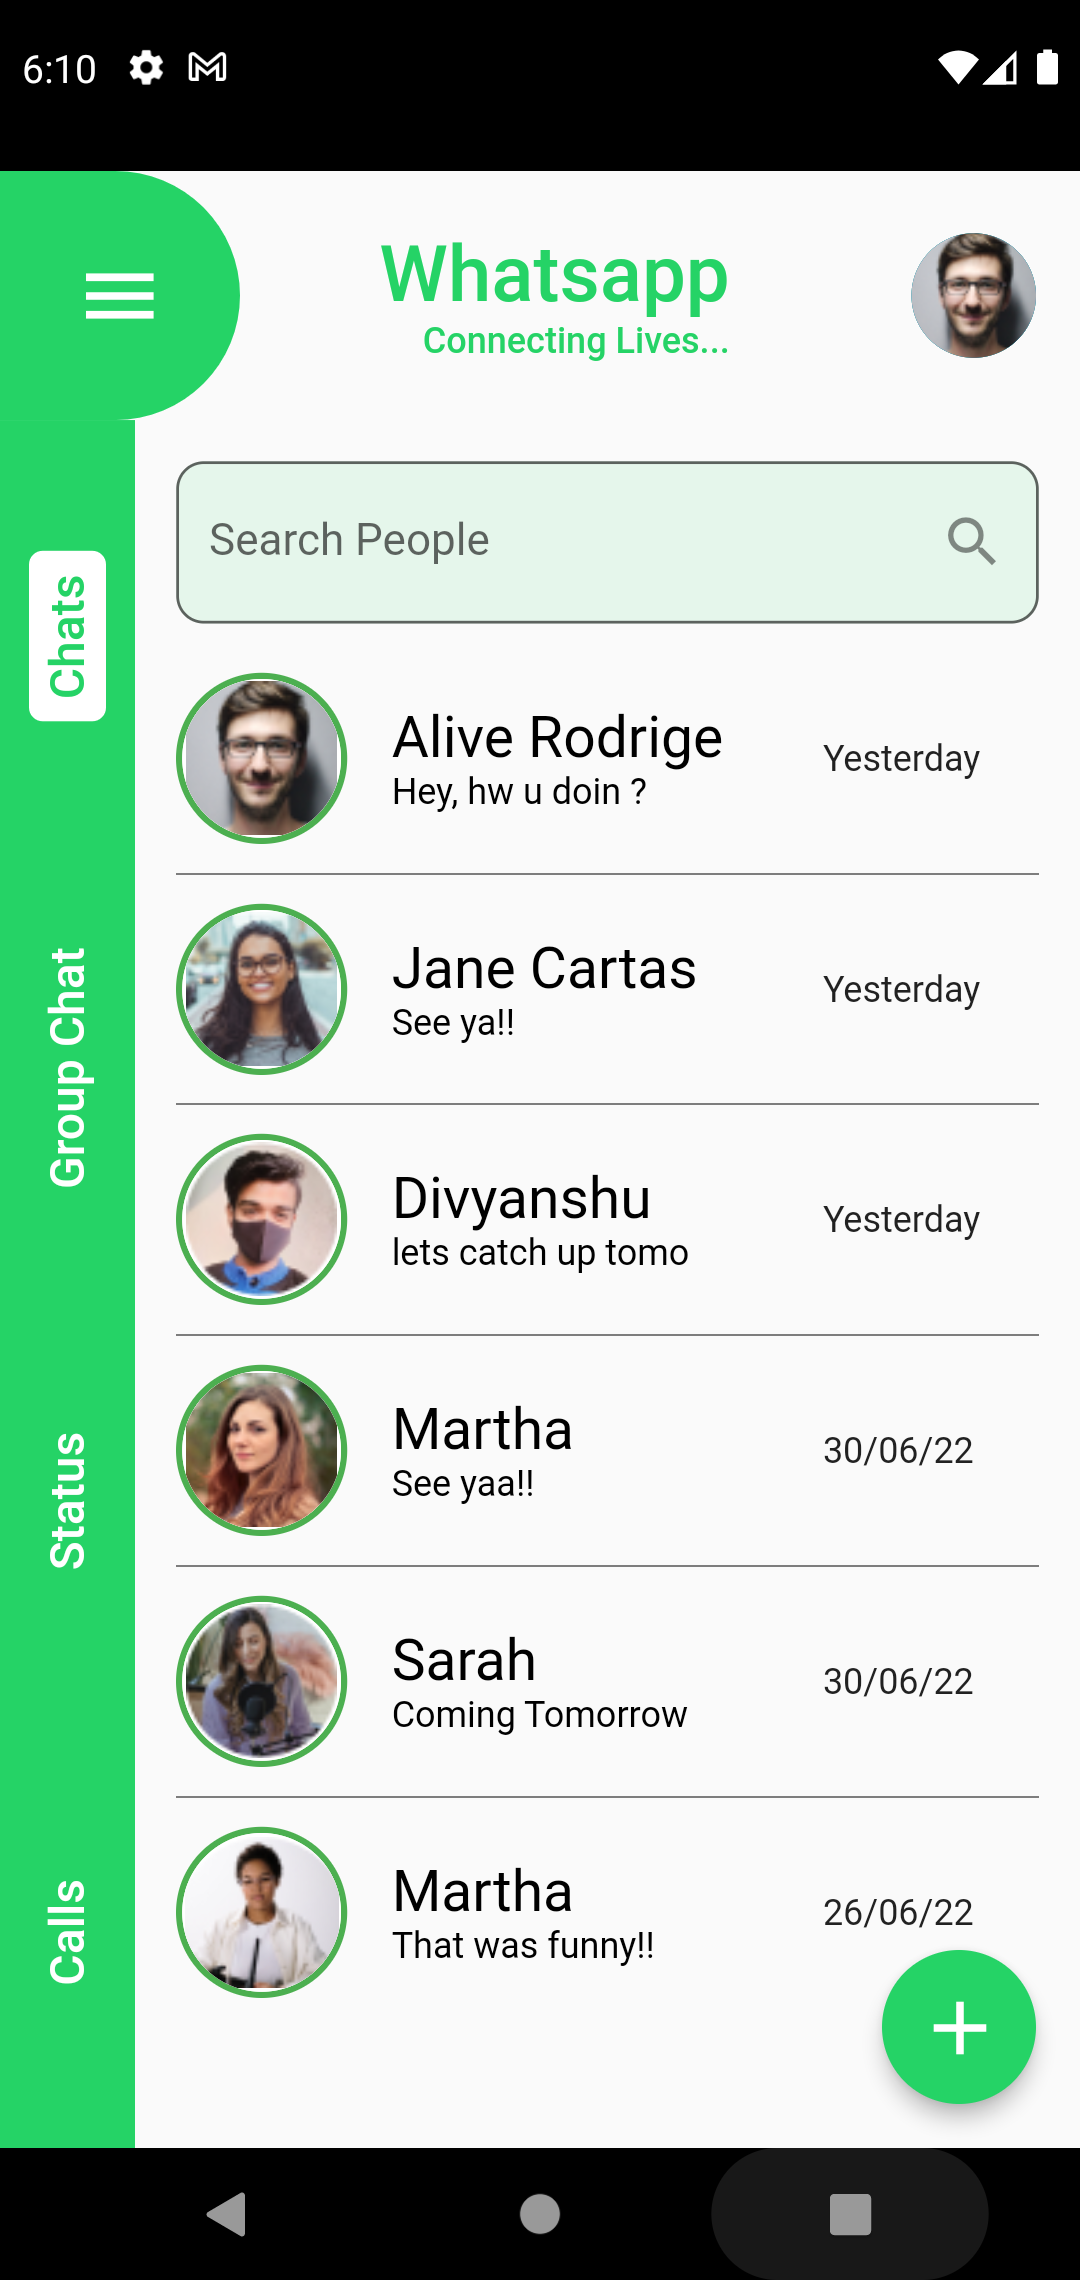 6:10
Whatsapp
Connecting Lives...
Search People
Chats
Group Chat
Status
Calls
Alive Rodrige
Hey, hw u doin ?
Yesterday
Jane Cartas
See ya!!
Yesterday
Divyanshu
lets catch up tomo
Yesterday
Martha
See yaa!!
30/06/22
Sarah
Coming Tomorrow
30/06/22
Martha
That was funny!!
26/06/22